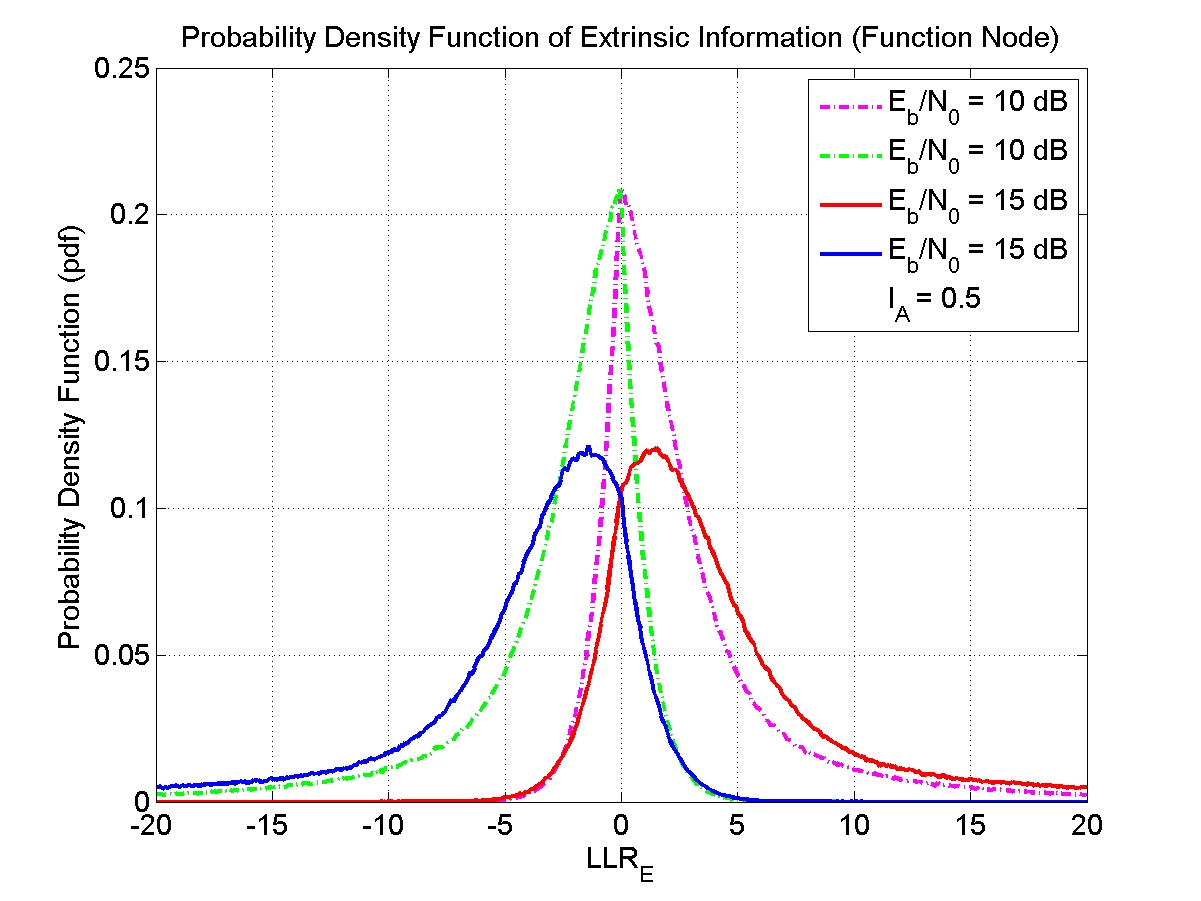 Probability Density Function of Extrinsic Information (Function Node)
0.25
0.2
0.15
0.1
0.05
0
Probability Density Function (pdf)
E_b/N_0 = 10 dB
E_b/N_0 = 10 dB
E_b/N_0 = 15 dB
E_b/N_0 = 15 dB
I_A = 0.5
-20 -15 -10 -5 0 5 10 15 20
LLR_E